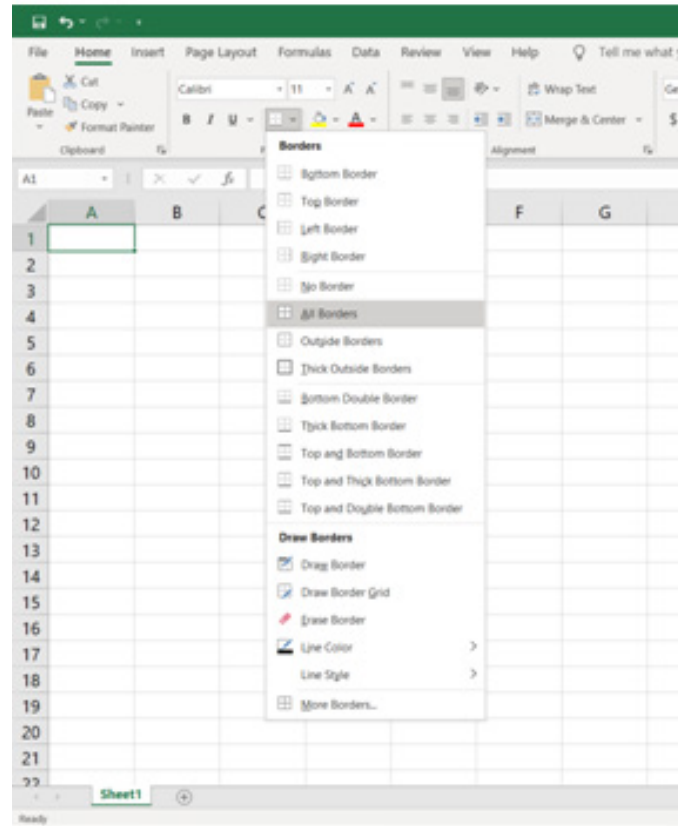 File Home Insert Page Layout Formulas Data Review View Help Tell me what
Cut
Copy
Format Painter
Paste
Calibri 11
Wrap Text
B I U A
Merge & Center $
Clipboard
Alignment
A1 fx
A B C F G
1
2
3
4
5
6
7
8
9
10
11
12
13
14
15
16
17
18
19
20
21
22
Borders
Bottom Border
Top Border
Left Border
Right Border
No Border
All Borders
Outside Borders
Thick Outside Borders
Bottom Double Border
Thick Bottom Border
Top and Bottom Border
Top and Thick Bottom Border
Top and Double Bottom Border
Draw Borders
Draw Border
Draw Border Grid
Erase Border
Line Color
Line Style
More Borders...
Sheet1
Ready